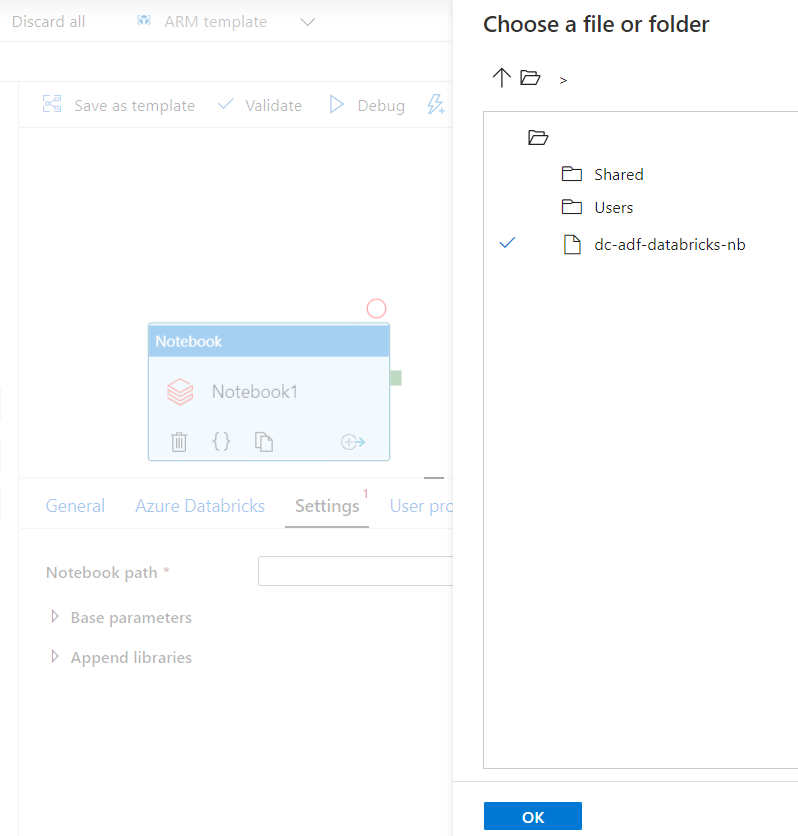 Discard all
ARM template
Save as template
Validate
Debug
Notebook
Notebook1
General
Azure Databricks
Settings
1
User pro
Notebook path *
Base parameters
Append libraries
Choose a file or folder
>
Shared
Users
dc-adf-databricks-nb
OK